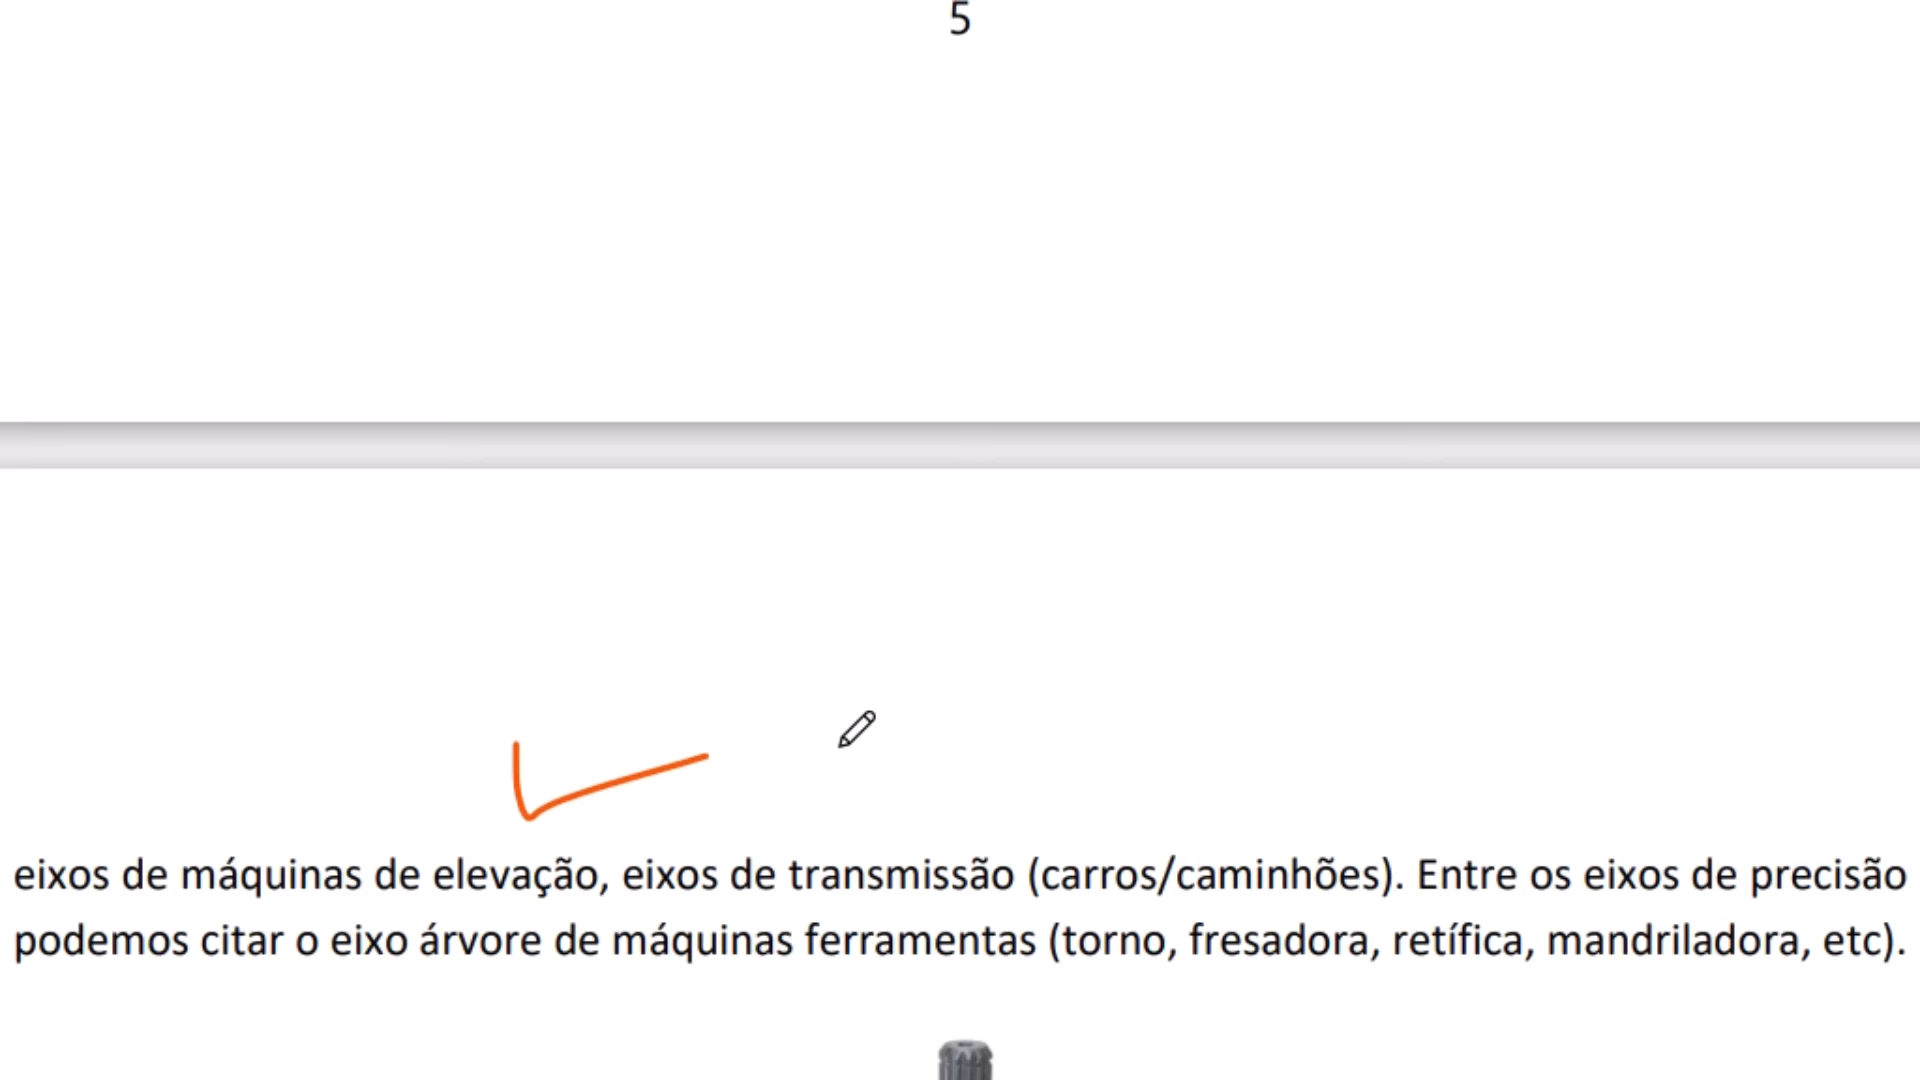 5
eixos de máquinas de elevação, eixos de transmissão (carros/caminhões). Entre os eixos de precisão
podemos citar o eixo árvore de máquinas ferramentas (torno, fresadora, retífica, mandriladora, etc).